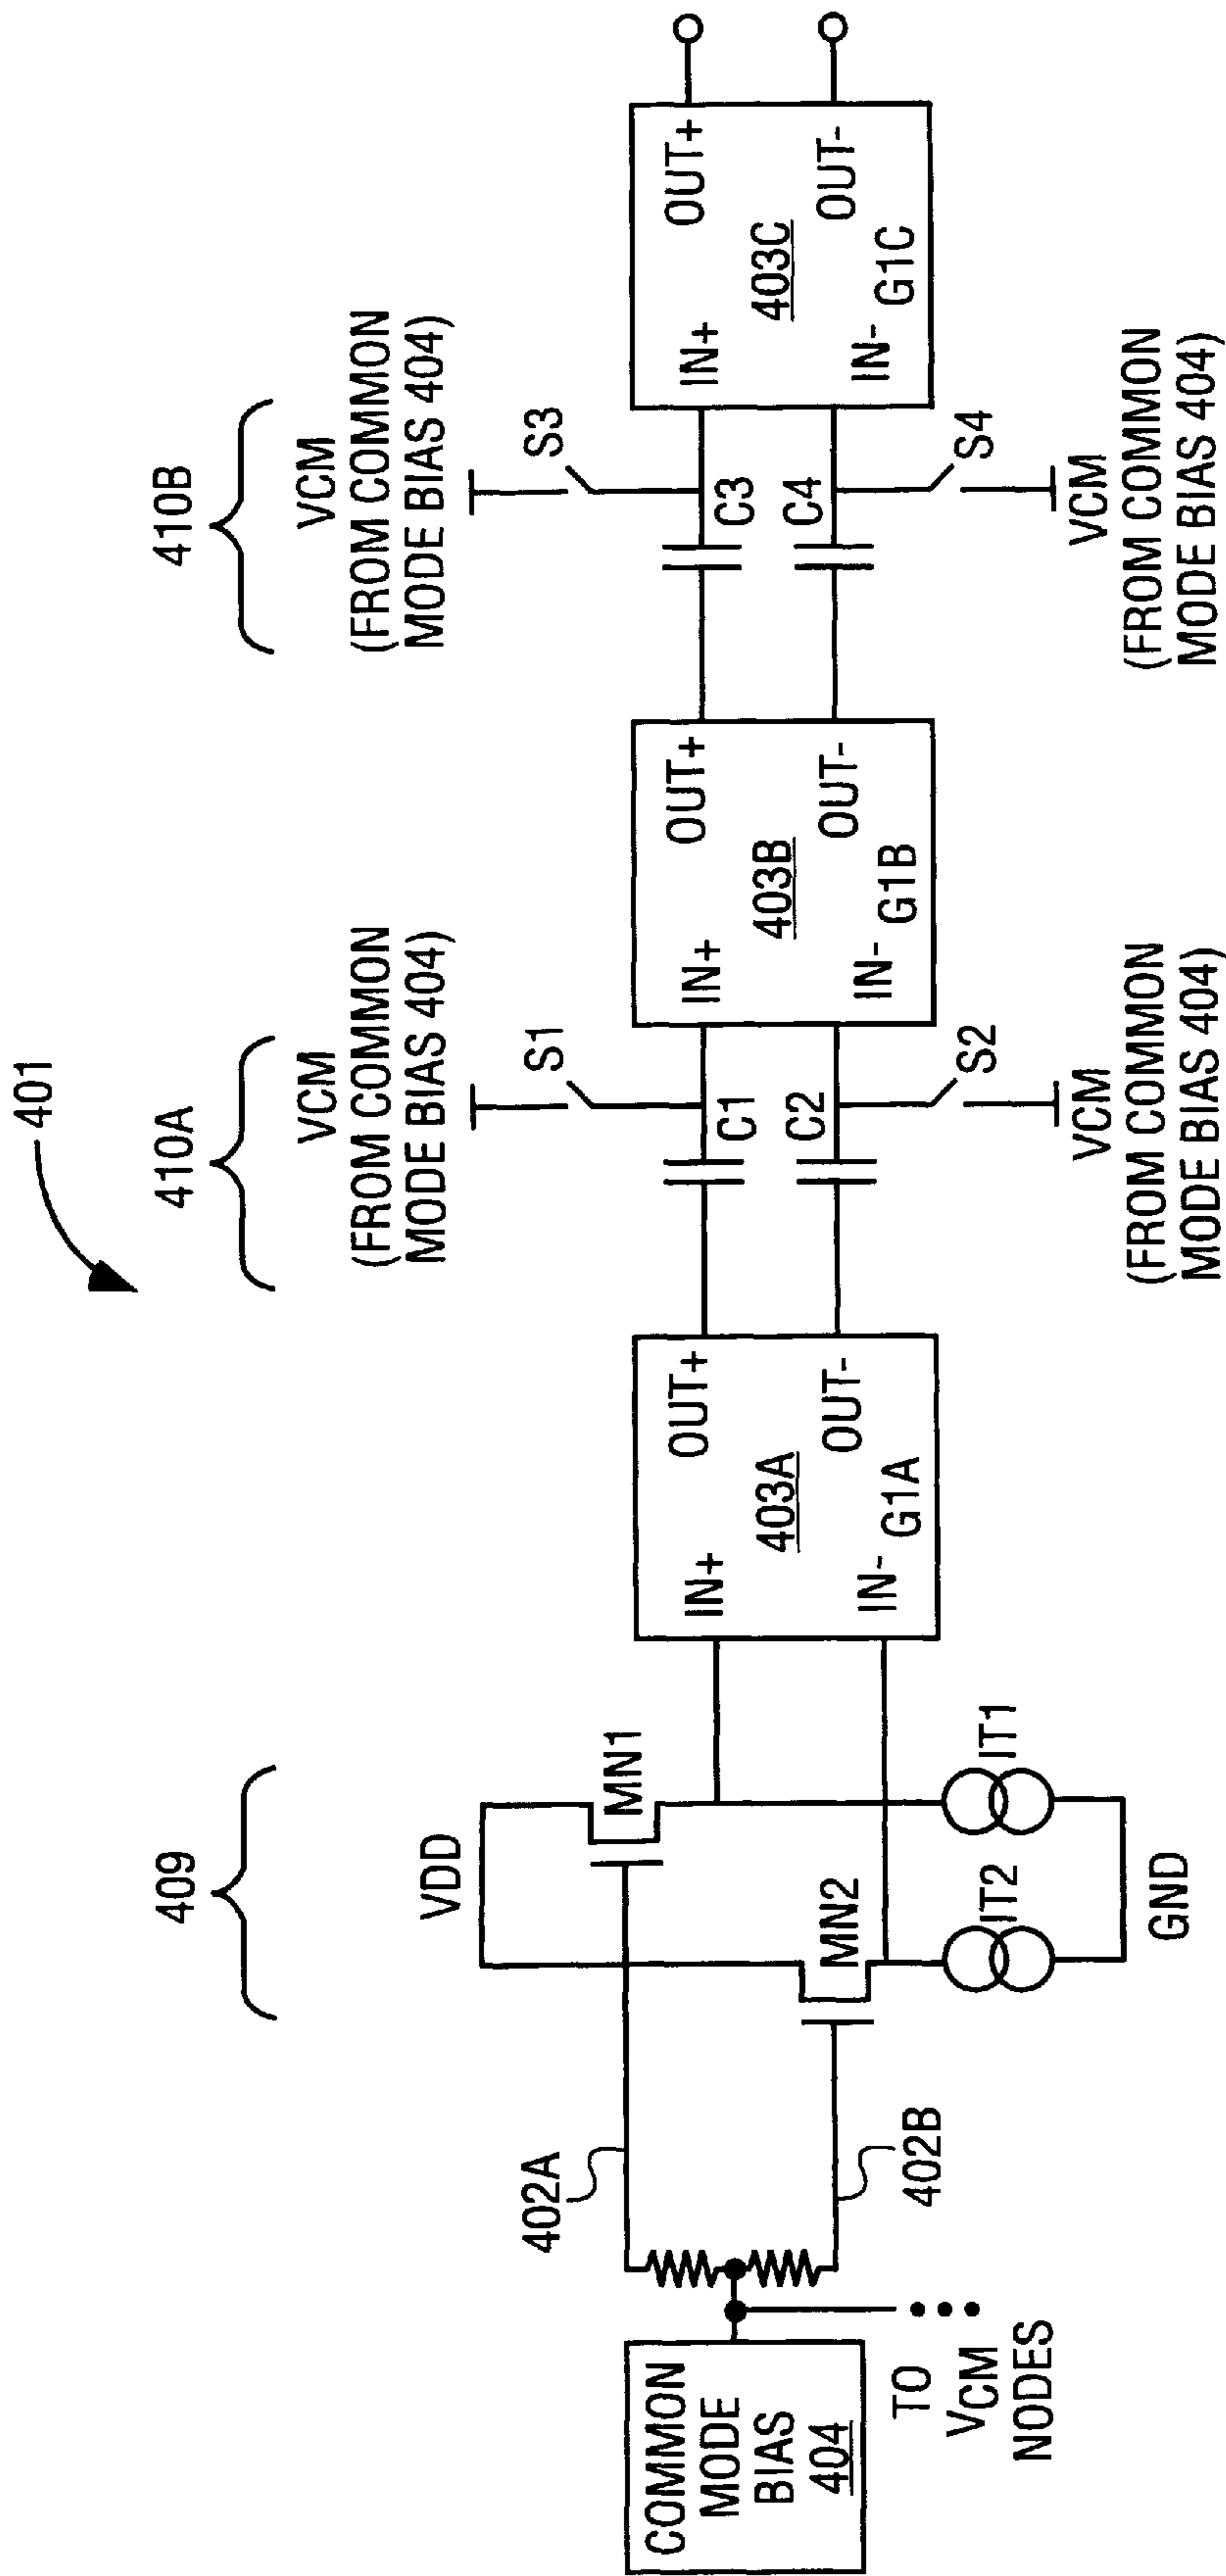 401
409
410A
410B
VCM
(FROM COMMON
MODE BIAS 404)
VCM
(FROM COMMON
MODE BIAS 404)
VDD
S1
S3
402A
MN1
C1
C3
COMMON
MODE
BIAS
404
IN+
OUT+
403A
IN-
OUT-
G1A
IN+
OUT+
403B
IN-
OUT-
G1B
IN+
OUT+
403C
IN-
OUT-
G1C
MN2
C2
C4
402B
S2
S4
TO
VCM
NODES
IT2
IT1
GND
VCM
(FROM COMMON
MODE BIAS 404)
VCM
(FROM COMMON
MODE BIAS 404)